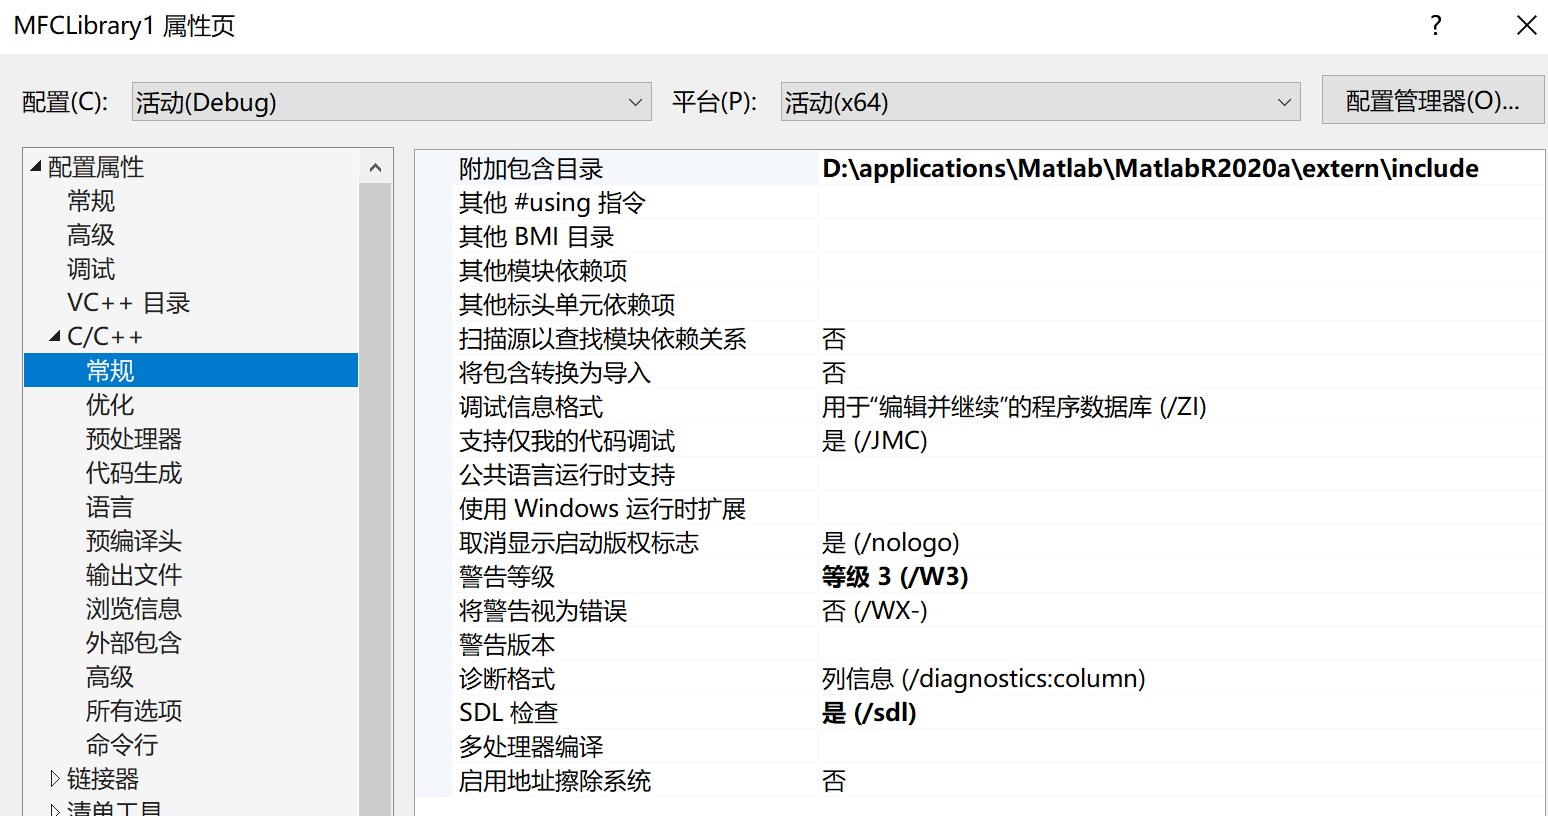 MFCLibrary1 属性页
?
配置(C): 活动(Debug) 平台(P): 活动(x64) 配置管理器(O)...
配置属性
常规
高级
调试
VC++ 目录
C/C++
常规
优化
预处理器
代码生成
语言
预编译头
输出文件
浏览信息
外部包含
高级
所有选项
命令行
链接器
清单工具
附加包含目录 D:\applications\Matlab\MatlabR2020a\extern\include
其他 #using 指令
其他 BMI 目录
其他模块依赖项
其他标头单元依赖项
扫描源以查找模块依赖关系 否
将包含转换为导入 否
调试信息格式 用于“编辑并继续”的程序数据库 (/ZI)
支持仅我的代码调试 是 (/JMC)
公共语言运行时支持
使用 Windows 运行时扩展
取消显示启动版权标志 是 (/nologo)
警告等级 等级 3 (/W3)
将警告视为错误 否 (/WX-)
警告版本
诊断格式 列信息 (/diagnostics:column)
SDL 检查 是 (/sdl)
多处理器编译
启用地址擦除系统 否